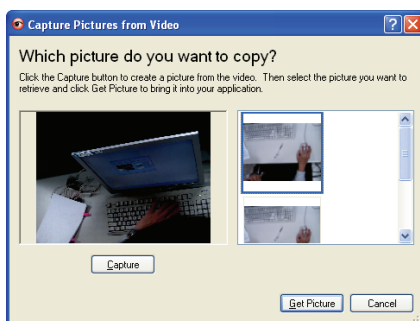 Capture Pictures from Video
Which picture do you want to copy?
Click the Capture button to create a picture from the video. Then select the picture you want to
retrieve and click Get Picture to bring it into your application.
Capture
Get Picture
Cancel